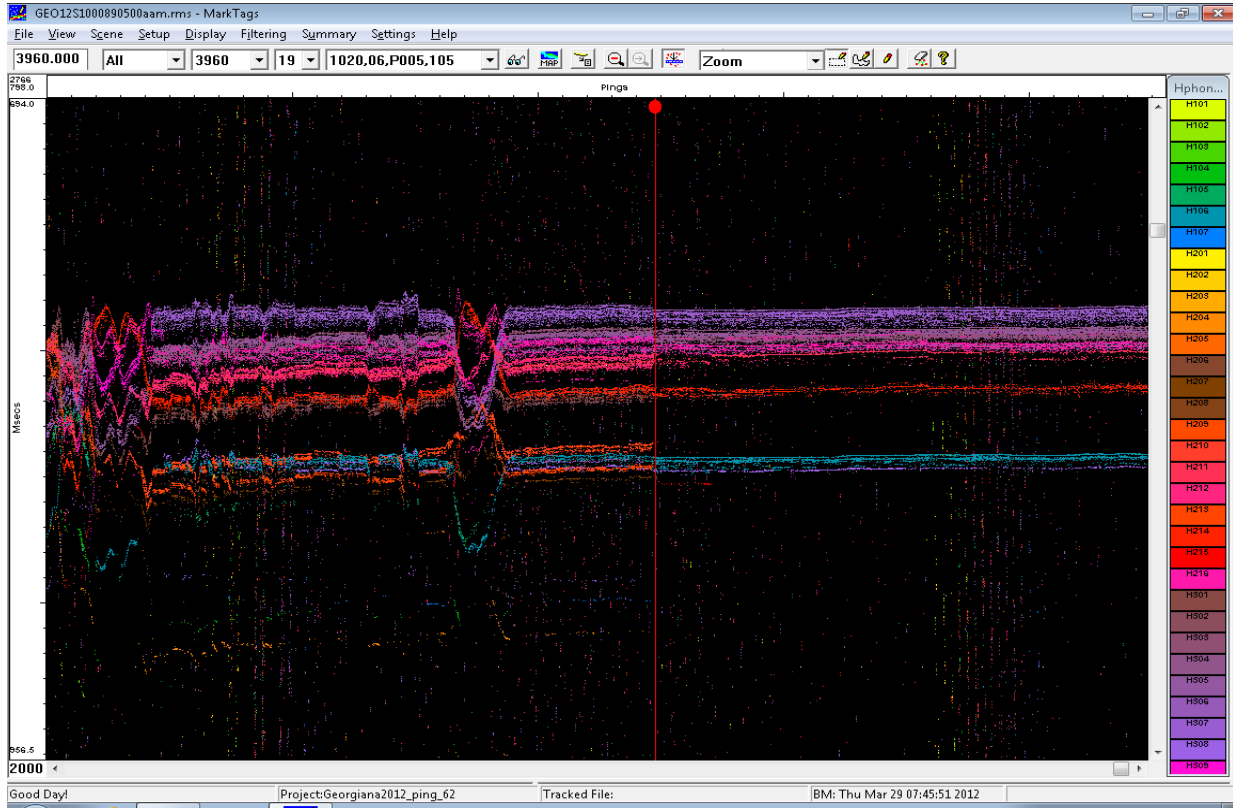 GEO12S1000890500aam.rms - MarkTags
File View Scene Setup Display Filtering Summary Settings Help
3960.000 All 3960 19 1020,06,P005,105 MAP Zoom
2766
798.0
Pings
Hphon...
694.0
H101
H102
H103
H104
H105
H106
H107
H201
H202
H203
H204
H205
H206
H207
H208
H209
H210
H211
H212
H213
H214
H215
H216
H301
H302
H303
H304
H305
H306
H307
H308
H309
Msecs
956.5
2000
Good Day! Project:Georgiana2012_ping_62 Tracked File: BM: Thu Mar 29 07:45:51 2012